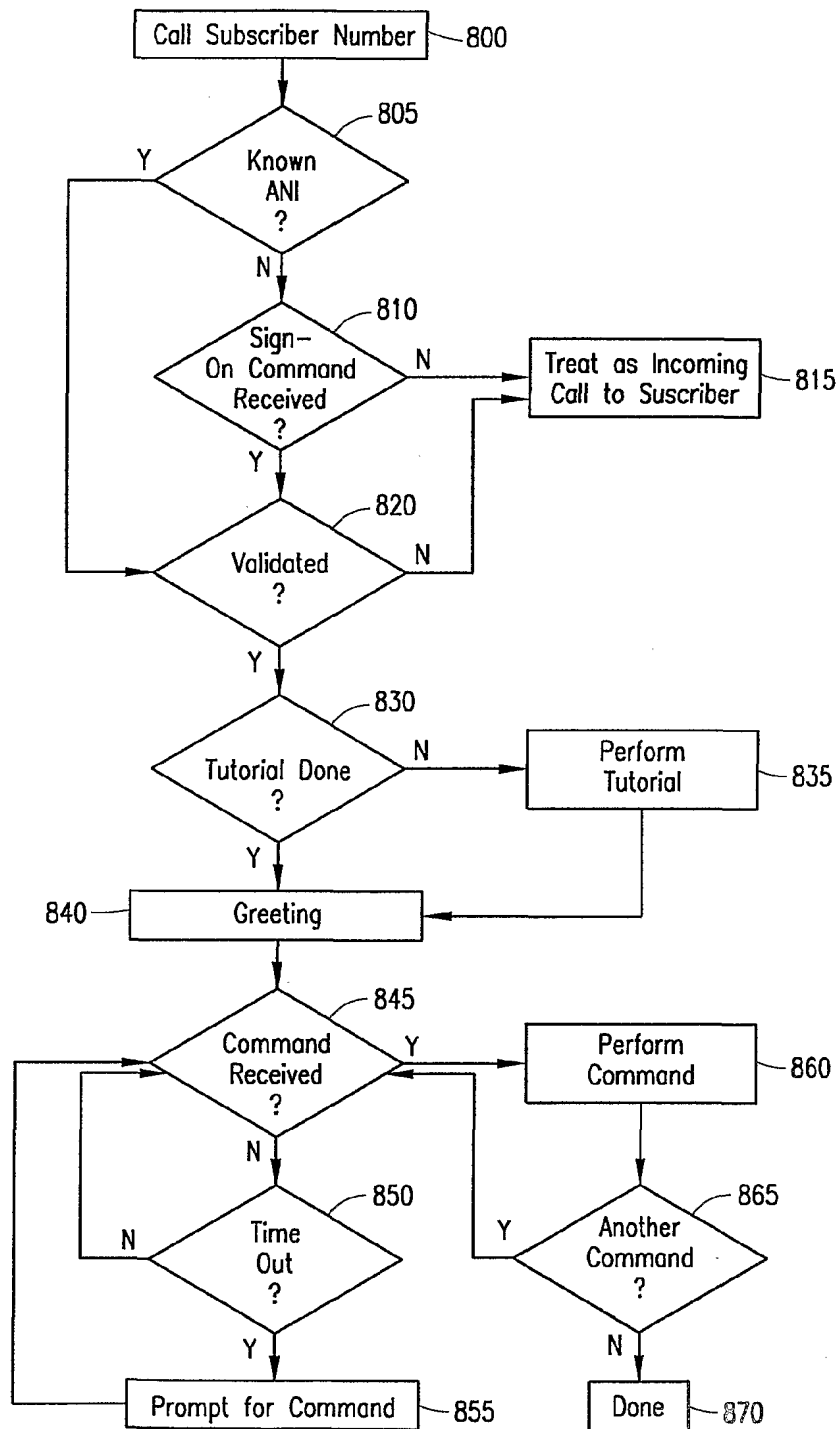 Call Subscriber Number
800
805
Y
Known
ANI
?
N
810
Sign-
On Command
Received
?
N
Treat as Incoming
Call to Suscriber
815
Y
820
Validated
?
N
Y
830
Tutorial Done
?
N
Perform
Tutorial
835
Y
840
Greeting
845
Command
Received
?
Y
Perform
Command
860
N
850
Time
Out
?
N
865
Another
Command
?
Y
Y
N
Prompt for Command
855
Done
870